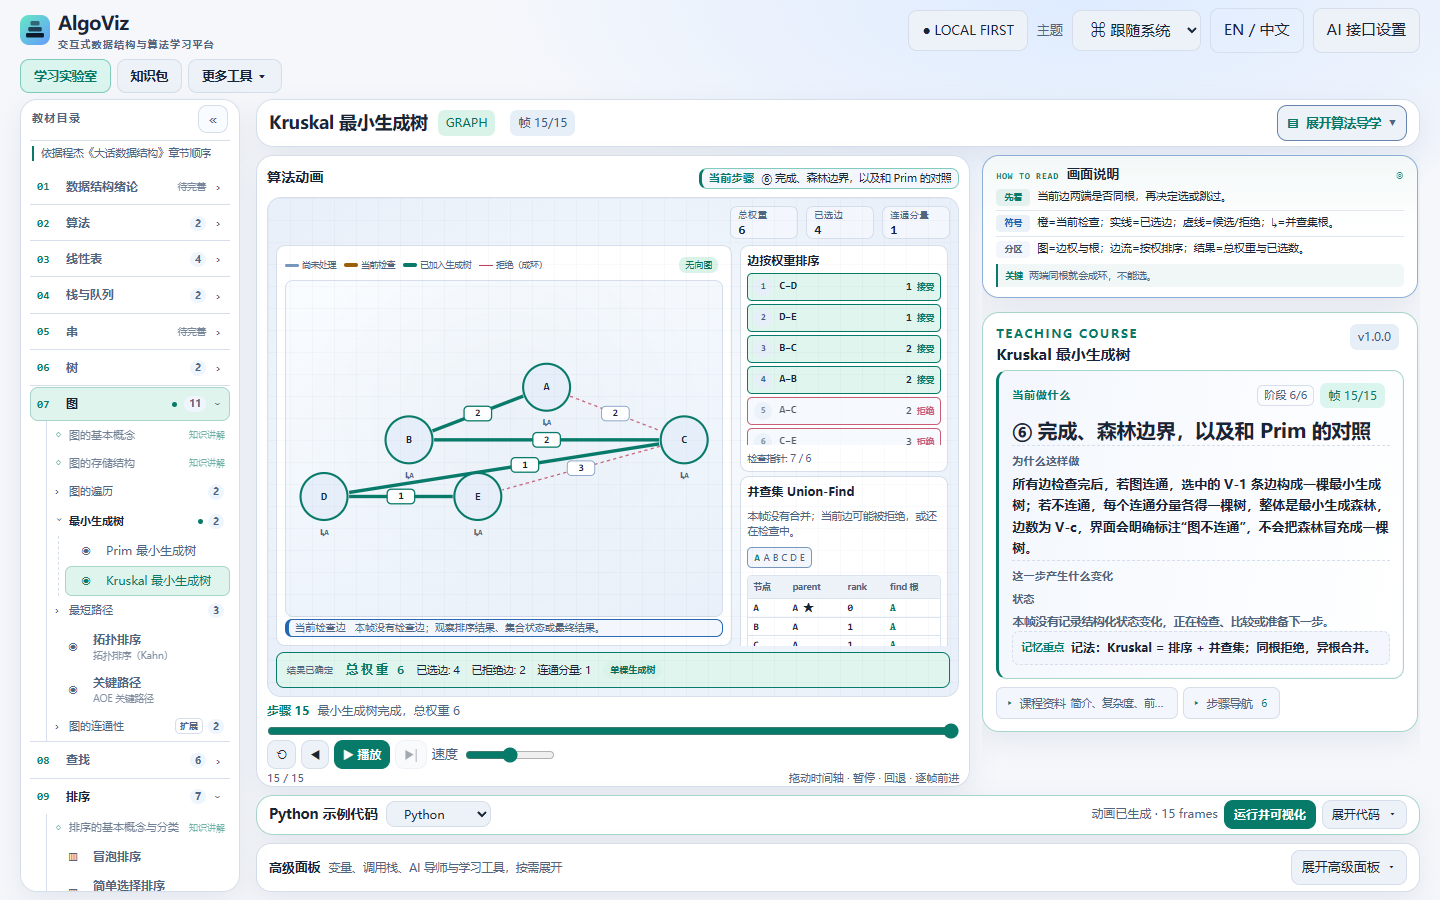 AlgoViz
交互式数据结构与算法学习平台
● LOCAL FIRST
主题
⌘ 跟随系统
EN / 中文
AI 接口设置
学习实验室
知识包
更多工具
教材目录
«
依据程杰《大话数据结构》章节顺序
01 数据结构绪论 待完善 ›
02 算法 2 ›
03 线性表 4 ›
04 栈与队列 2 ›
05 串 待完善 ›
06 树 2 ›
07 图 11
图的基本概念 知识讲解
图的存储结构 知识讲解
图的遍历 2
最小生成树 2
Prim 最小生成树
Kruskal 最小生成树
最短路径 3
拓扑排序
拓扑排序（Kahn）
关键路径
AOE 关键路径
图的连通性 扩展 2
08 查找 6 ›
09 排序 7
排序的基本概念与分类 知识讲解
冒泡排序
简单选择排序
Kruskal 最小生成树
GRAPH
帧 15/15
展开算法导学 ▼
算法动画
当前步骤 ⑥ 完成、森林边界，以及和 Prim 的对照
总权重
6
已选边
4
连通分量
1
尚未处理
当前检查
已加入生成树
拒绝（成环）
无向图
A
B
C
D
E
2
2
2
1
3
1
↳A
↳A
↳A
↳A
↳A
当前检查边 本帧没有检查边；观察排序结果、集合状态或最终结果。
边按权重排序
1 C–D 1 接受
2 D–E 1 接受
3 B–C 2 接受
4 A–B 2 接受
5 A–C 2 拒绝
6 C–E 3 拒绝
检查指针: 7 / 6
并查集 Union-Find
本帧没有合并；当前边可能被拒绝，或还在检查中。
A A B C D E
节点 parent rank find 根
A A ★ 0 A
B A 1 A
C A 1 A
结果已确定 总权重 6 已选边: 4 已拒绝边: 2 连通分量: 1 单棵生成树
步骤 15 最小生成树完成，总权重 6
▶ 播放
速度
15 / 15
拖动时间轴 · 暂停 · 回退 · 逐帧前进
HOW TO READ 画面说明
先看 当前边两端是否同根，再决定选或跳过。
符号 橙=当前检查；实线=已选边；虚线=候选/拒绝；↳=并查集根。
分区 图=边权与根；边流=按权排序；结果=总权重与已选数。
关键 两端同根就会成环，不能选。
TEACHING COURSE
Kruskal 最小生成树
v1.0.0
当前做什么
阶段 6/6
帧 15/15
⑥ 完成、森林边界，以及和 Prim 的对照
为什么这样做
所有边检查完后，若图连通，选中的 V-1 条边构成一棵最小生成
树；若不连通，每个连通分量各得一棵树，整体是最小生成森林，
边数为 V-c，界面会明确标注“图不连通”，不会把森林冒充成一棵
树。
这一步产生什么变化
状态
本帧没有记录结构化状态变化，正在检查、比较或准备下一步。
记忆重点 记法：Kruskal = 排序 + 并查集；同根拒绝，异根合并。
课程资料 简介、复杂度、前...
步骤导航 6
Python 示例代码
Python
动画已生成 · 15 frames
运行并可视化
展开代码
高级面板 变量、调用栈、AI 导师与学习工具，按需展开
展开高级面板